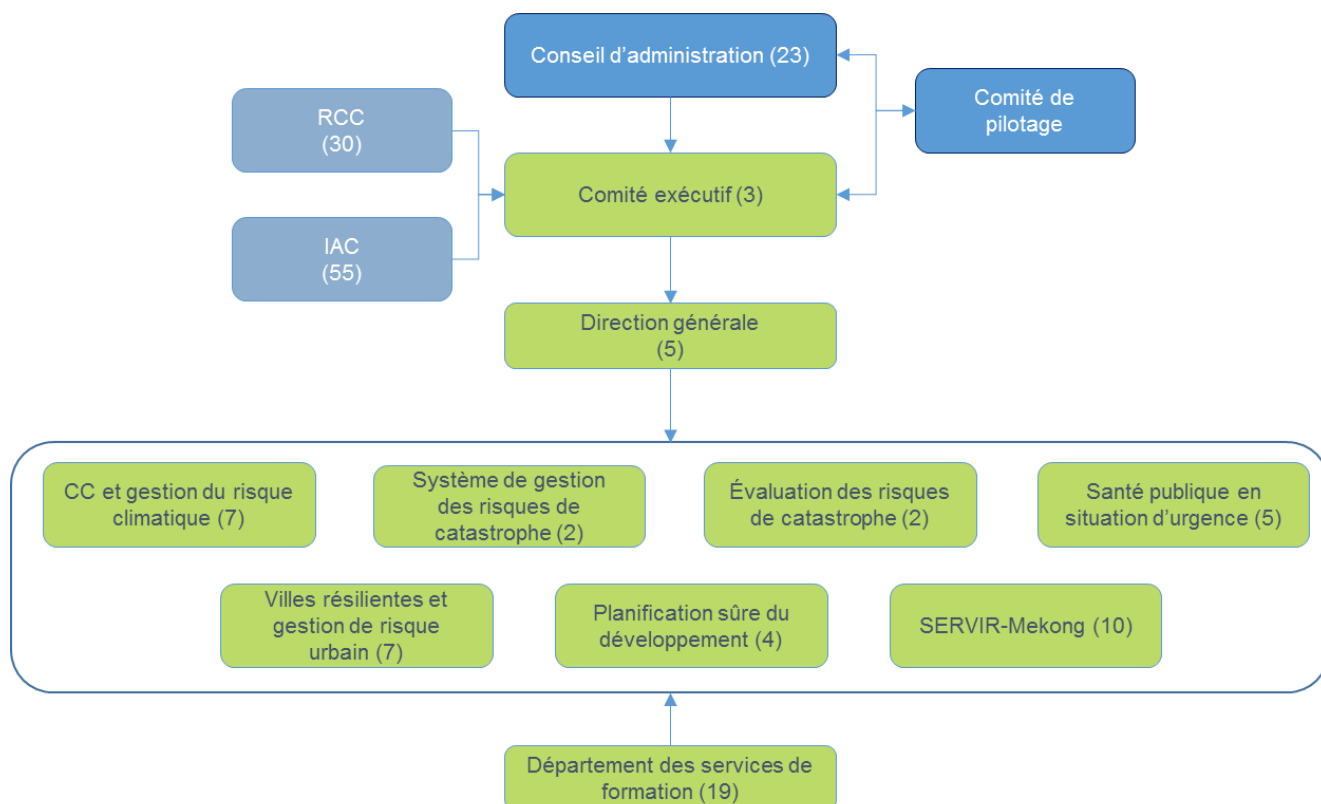 Conseil d’administration (23)
Comité de
pilotage
RCC
(30)
Comité exécutif (3)
IAC
(55)
Direction générale
(5)
CC et gestion du risque
climatique (7)
Système de gestion
des risques de
catastrophe (2)
Évaluation des risques
de catastrophe (2)
Santé publique en
situation d’urgence (5)
Villes résilientes et
gestion de risque
urbain (7)
Planification sûre du
développement (4)
SERVIR-Mekong (10)
Département des services de
formation (19)